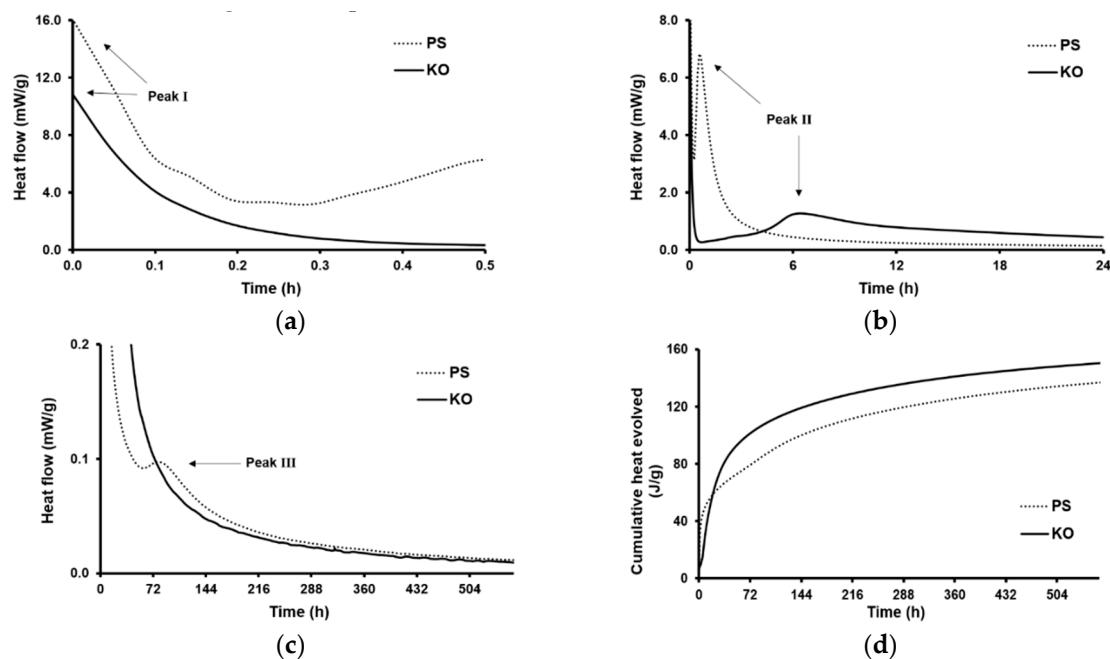 16.0
12.0
8.0
4.0
0.0
Heat flow (mW/g)
PS
KO
Peak I
0.0
0.1
0.2
0.3
0.4
0.5
Time (h)
(a)
8.0
6.0
4.0
2.0
0.0
Heat flow (mW/g)
PS
KO
Peak II
0
6
12
18
24
Time (h)
(b)
0.2
0.1
0.0
Heat flow (mW/g)
PS
KO
Peak III
0
72
144
216
288
360
432
504
Time (h)
(c)
160
120
80
40
0
Cumulative heat evolved
(J/g)
PS
KO
0
72
144
216
288
360
432
504
Time (h)
(d)